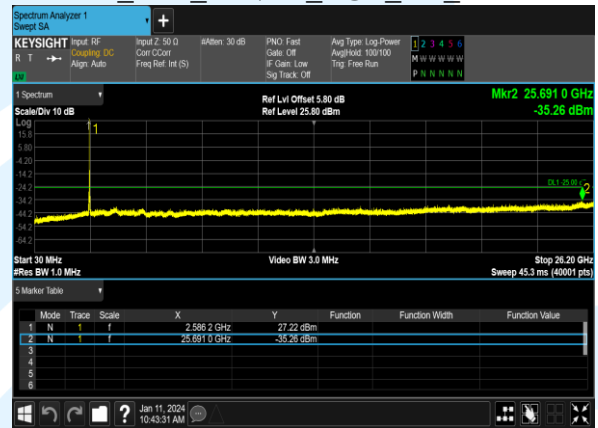 Spectrum Analyzer 1
Swept SA
+
KEYSIGHT Input: RF Input Z: 50 Ω #Atten: 30 dB PNO: Fast Avg Type: Log-Power 1 2 3 4 5 6
R T Coupling: DC Corr CCorr Gate: Off Avg|Hold: 100/100 M W W W W W
Align: Auto Freq Ref: Int (S) IF Gain: Low Trig: Free Run
LV Sig Track: Off P N N N N N
1 Spectrum Ref Lvl Offset 5.80 dB Mkr2 25.691 0 GHz
Scale/Div 10 dB Ref Level 25.80 dBm -35.26 dBm
Log
1
15.8
5.80
-4.20
-14.2
DL1 -25.00
-24.2 2
-34.2
-44.2
-54.2
-64.2
Start 30 MHz Video BW 3.0 MHz Stop 26.20 GHz
#Res BW 1.0 MHz Sweep 45.3 ms (40001 pts)
5 Marker Table
Mode Trace Scale X Y Function Function Width Function Value
1 N 1 f 2.586 2 GHz 27.22 dBm
2 N 1 f 25.691 0 GHz -35.26 dBm
3
4
5
6
? Jan 11, 2024
10:43:31 AM